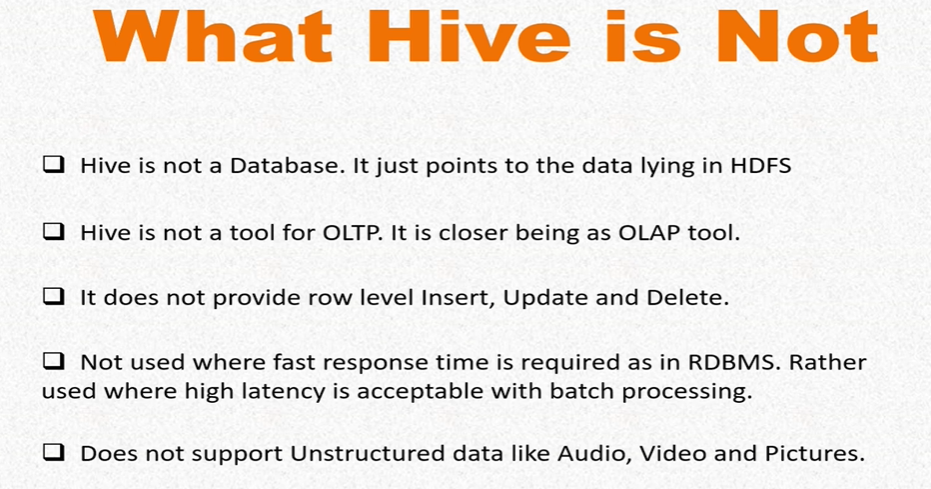 What Hive is Not
❑ Hive is not a Database. It just points to the data lying in HDFS
❑ Hive is not a tool for OLTP. It is closer being as OLAP tool.
❑ It does not provide row level Insert, Update and Delete.
❑ Not used where fast response time is required as in RDBMS. Rather
used where high latency is acceptable with batch processing.
❑ Does not support Unstructured data like Audio, Video and Pictures.